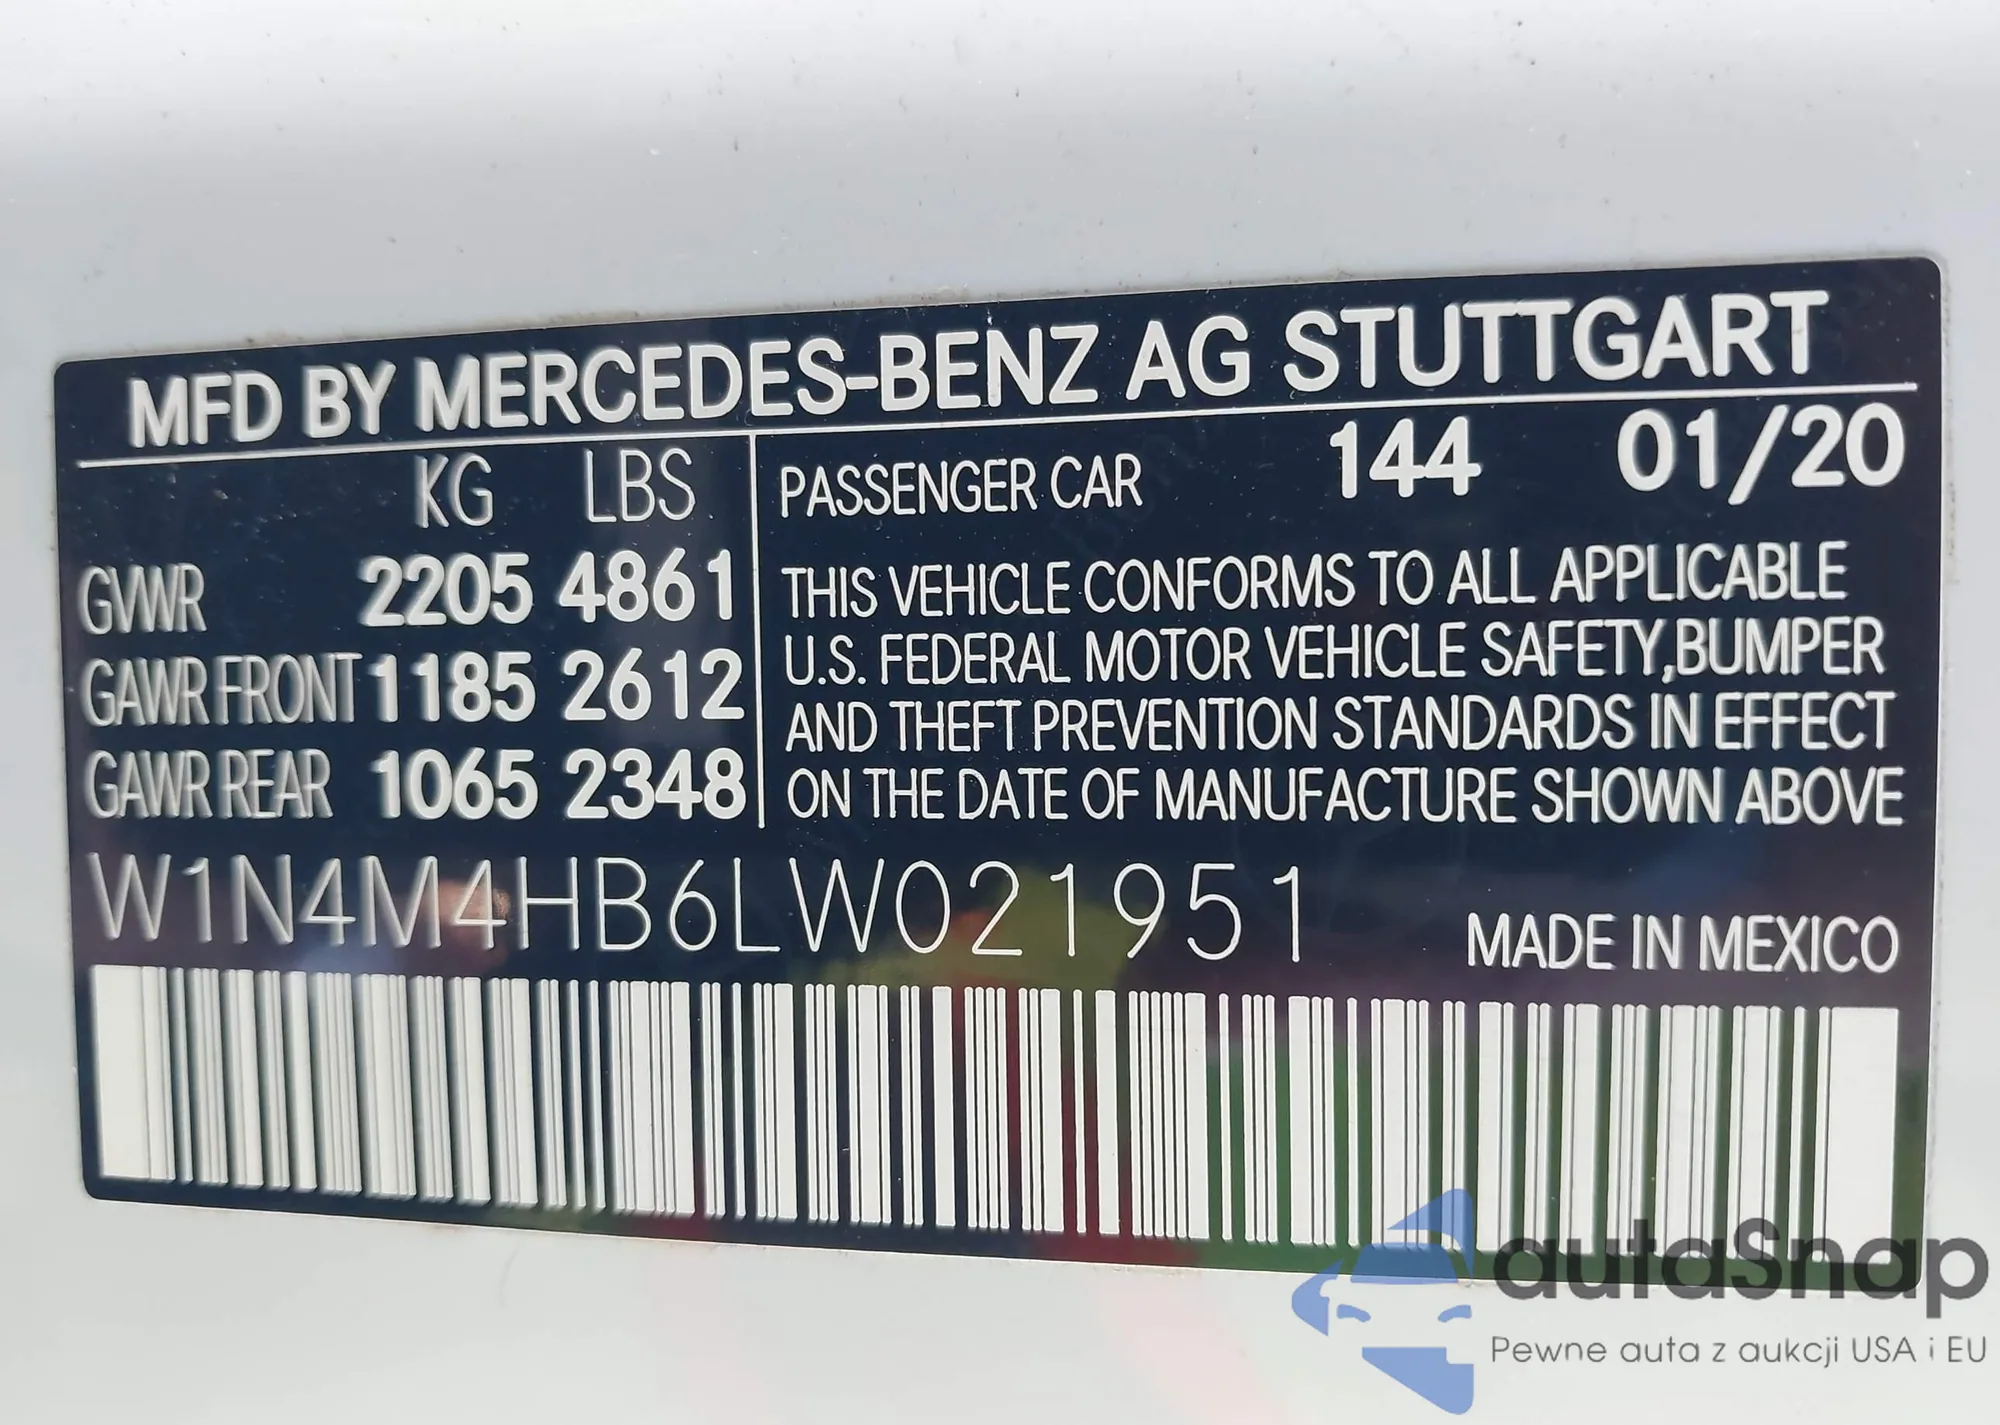 MFD BY MERCEDES-BENZ AG STUTTGART
KG LBS
PASSENGER CAR 144 01/20
GVWR 2205 4861
GAWR FRONT 1185 2612
GAWR REAR 1065 2348
THIS VEHICLE CONFORMS TO ALL APPLICABLE
U.S. FEDERAL MOTOR VEHICLE SAFETY,BUMPER
AND THEFT PREVENTION STANDARDS IN EFFECT
ON THE DATE OF MANUFACTURE SHOWN ABOVE
W1N4M4HB6LW021951
MADE IN MEXICO
autaSnap
Pewne auta z aukcji USA i EU